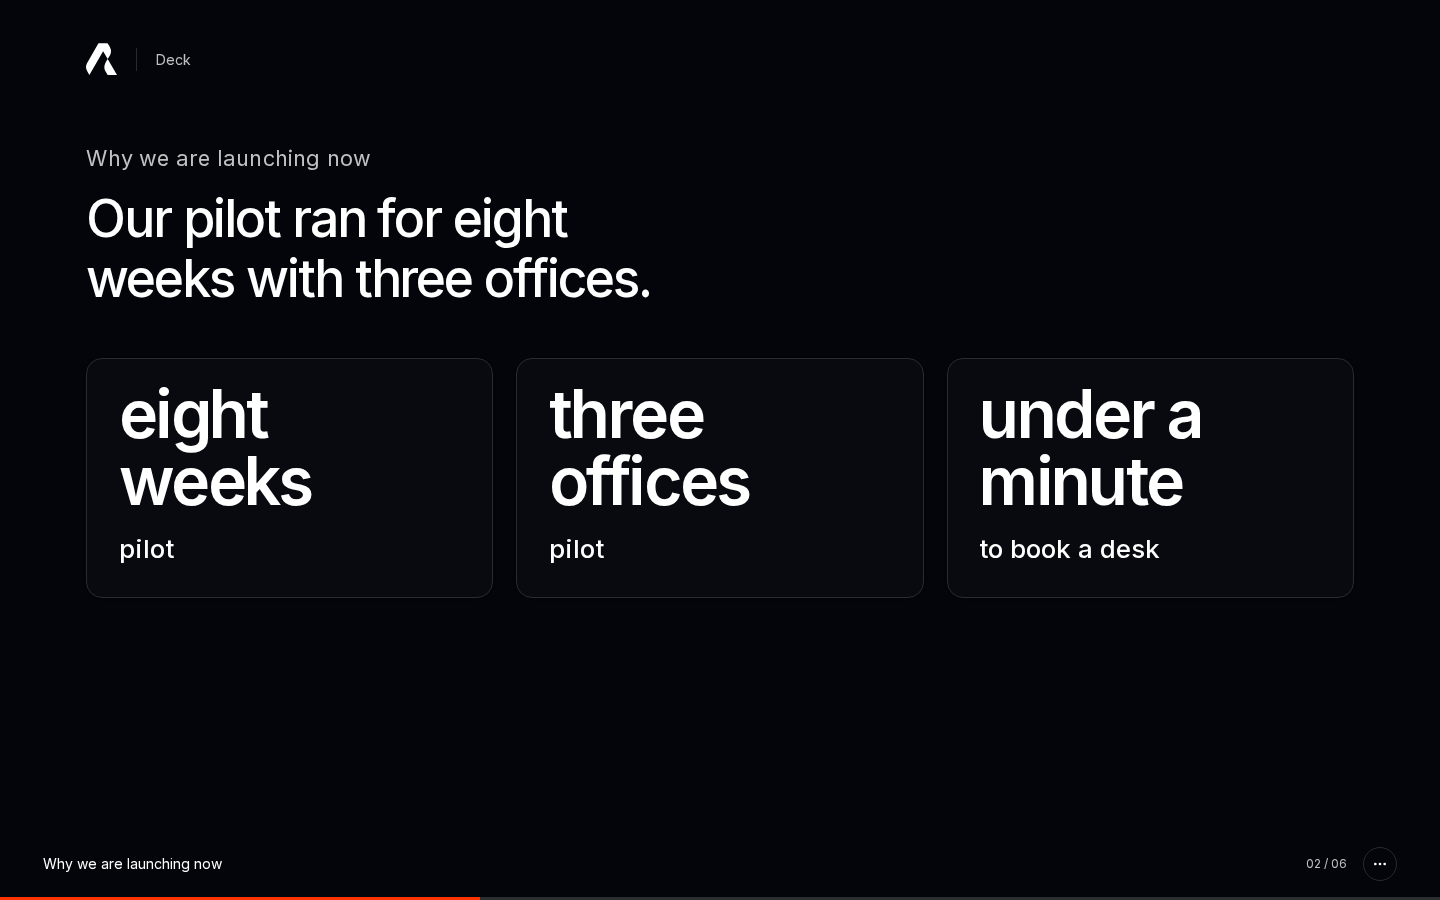 Deck
Why we are launching now
Our pilot ran for eight
weeks with three offices.
eight
weeks
pilot
three
offices
pilot
under a
minute
to book a desk
Why we are launching now
02 / 06